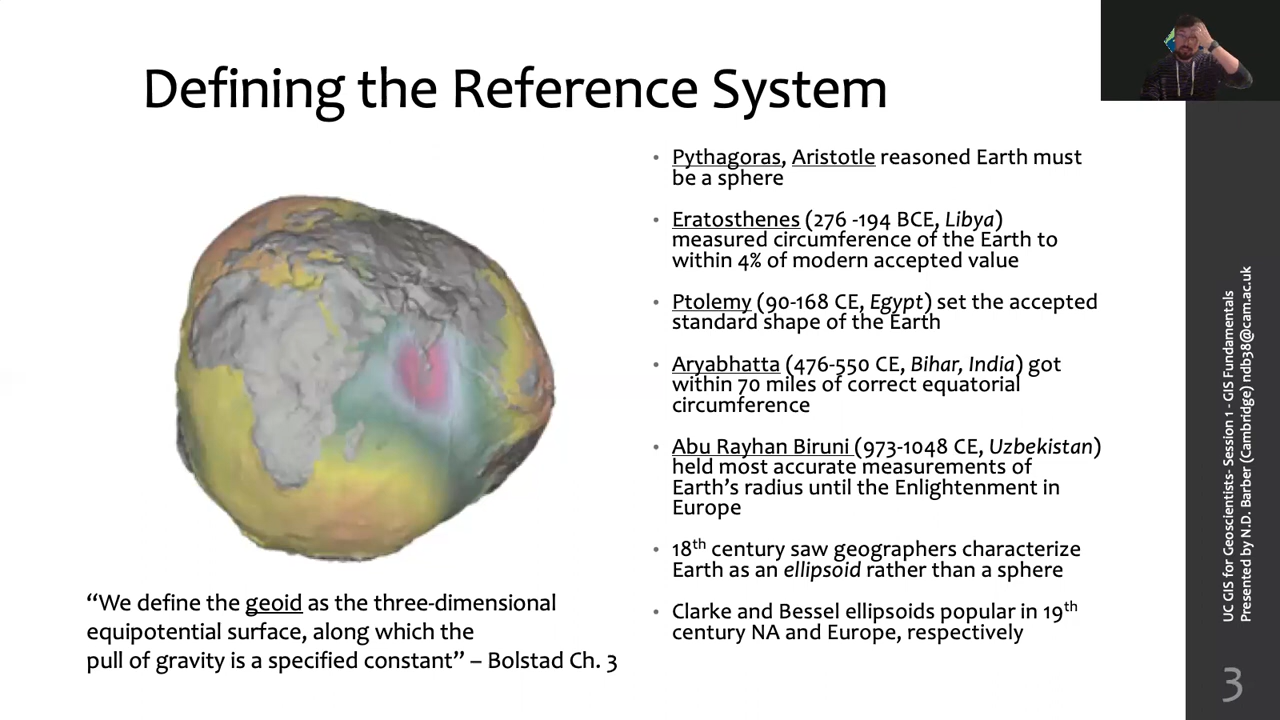 Defining the Reference System
• Pythagoras, Aristotle reasoned Earth must
be a sphere
• Eratosthenes (276 -194 BCE, Libya)
measured circumference of the Earth to
within 4% of modern accepted value
• Ptolemy (90-168 CE, Egypt) set the accepted
standard shape of the Earth
• Aryabhatta (476-550 CE, Bihar, India) got
within 70 miles of correct equatorial
circumference
• Abu Rayhan Biruni (973-1048 CE, Uzbekistan)
held most accurate measurements of
Earth’s radius until the Enlightenment in
Europe
• 18th century saw geographers characterize
Earth as an ellipsoid rather than a sphere
• Clarke and Bessel ellipsoids popular in 19th
century NA and Europe, respectively
“We define the geoid as the three-dimensional
equipotential surface, along which the
pull of gravity is a specified constant” – Bolstad Ch. 3
UC GIS for Geoscientists- Session 1 - GIS Fundamentals
Presented by N.D. Barber (Cambridge) ndb38@cam.ac.uk
3